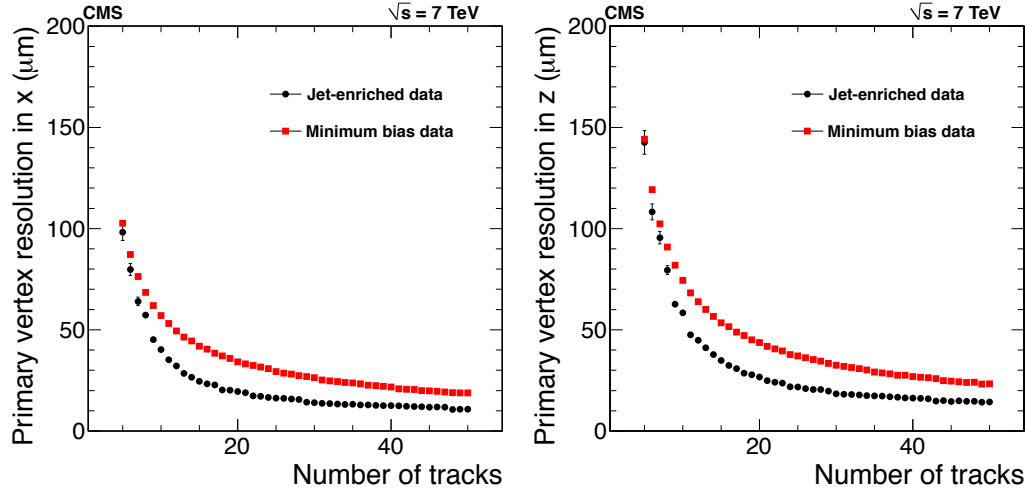 CMS
√s = 7 TeV
Primary vertex resolution in x (μm)
200
150
100
50
0
Jet-enriched data
Minimum bias data
20
40
Number of tracks
CMS
√s = 7 TeV
Primary vertex resolution in z (μm)
200
150
100
50
0
Jet-enriched data
Minimum bias data
20
40
Number of tracks